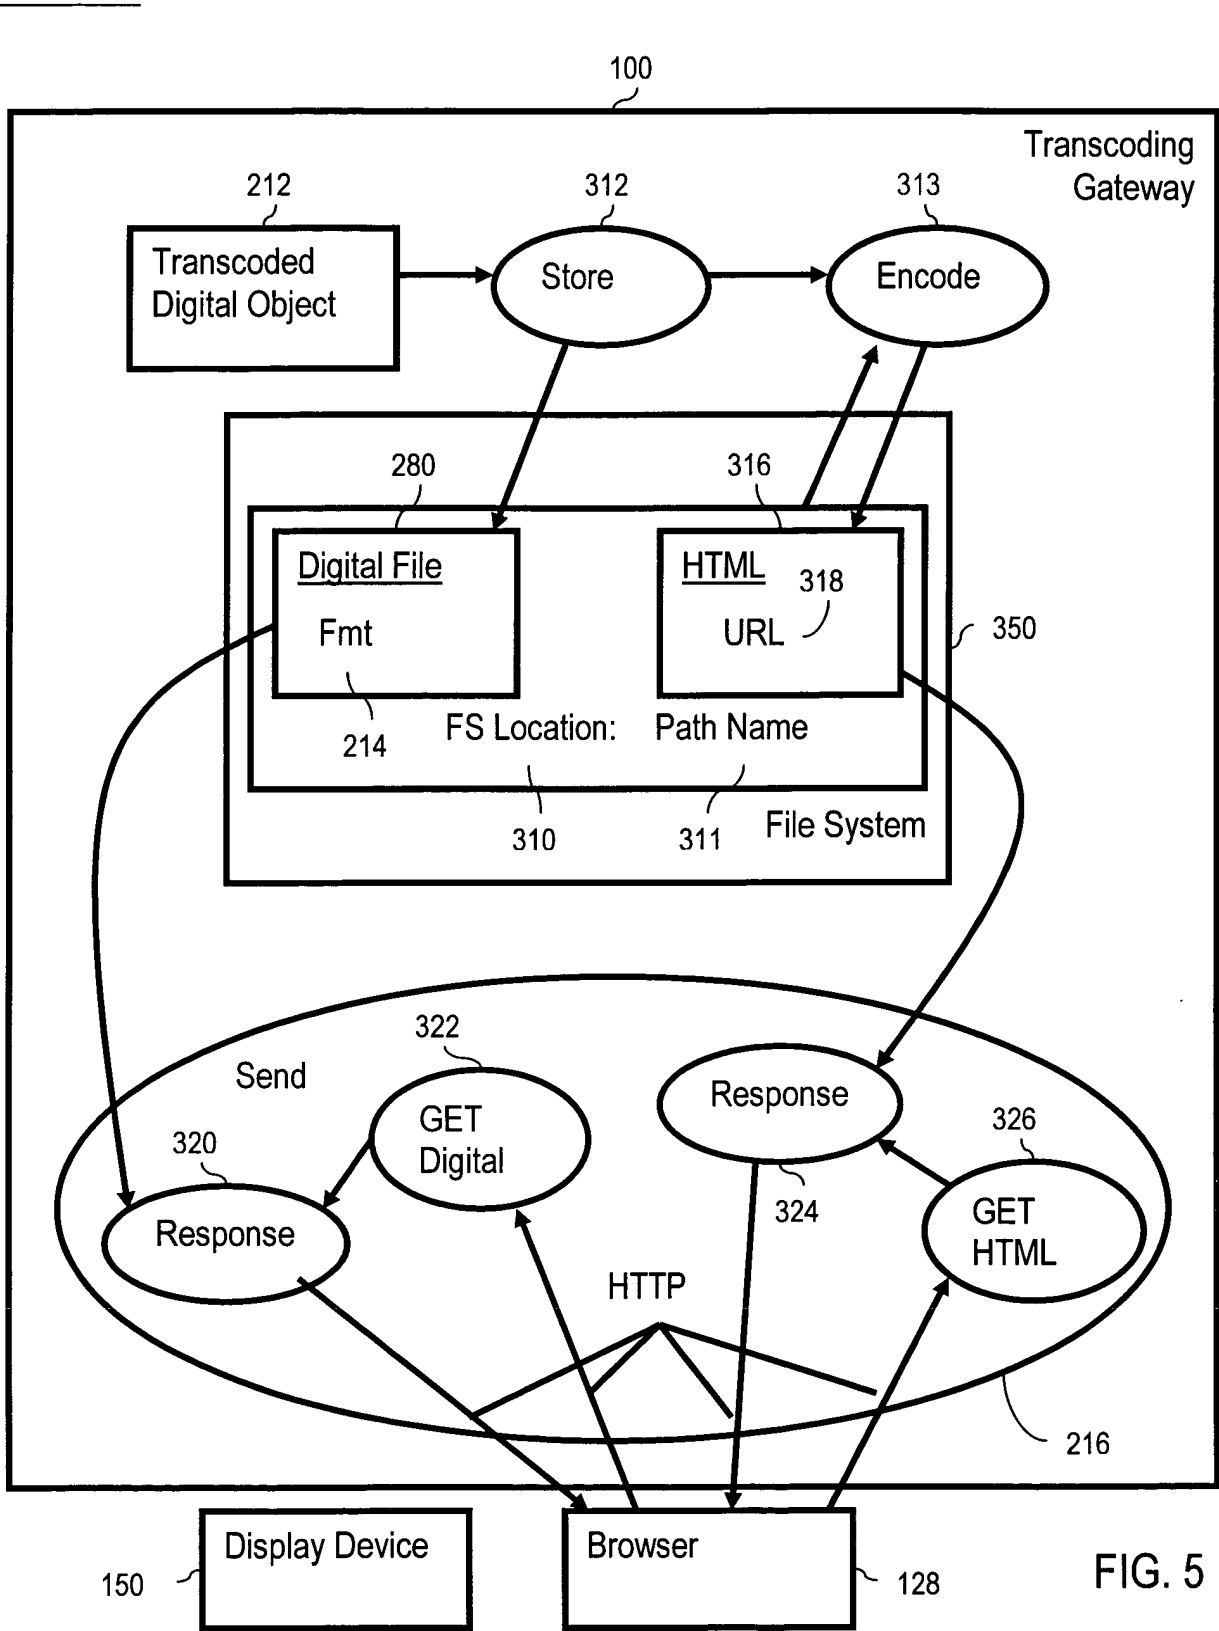 100
Transcoding
Gateway
212
312
313
Transcoded
Digital Object
Store
Encode
280
316
Digital File
HTML
318
Fmt
URL
350
214
FS Location:
Path Name
310
311
File System
322
Send
GET
Digital
Response
326
320
324
Response
GET
HTML
HTTP
216
Display Device
Browser
150
128
FIG. 5